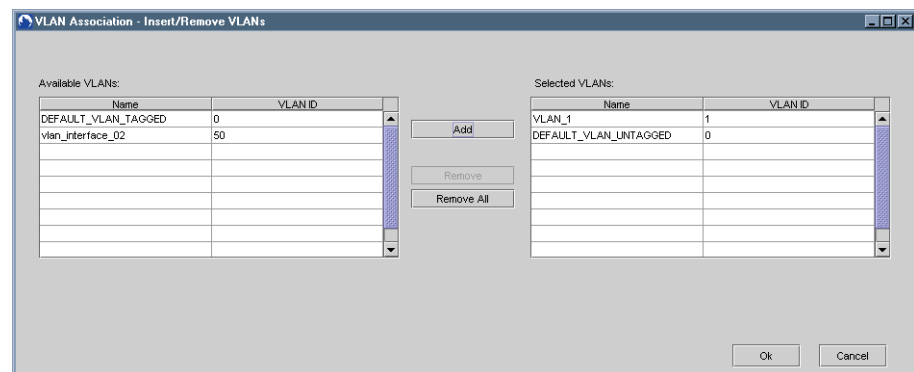 VLAN Association - Insert/Remove VLANs
Available VLANs:
Name VLAN ID
DEFAULT_VLAN_TAGGED 0
vlan_interface_02 50
Add
Remove
Remove All
Selected VLANs:
Name VLAN ID
VLAN_1 1
DEFAULT_VLAN_UNTAGGED 0
Ok Cancel